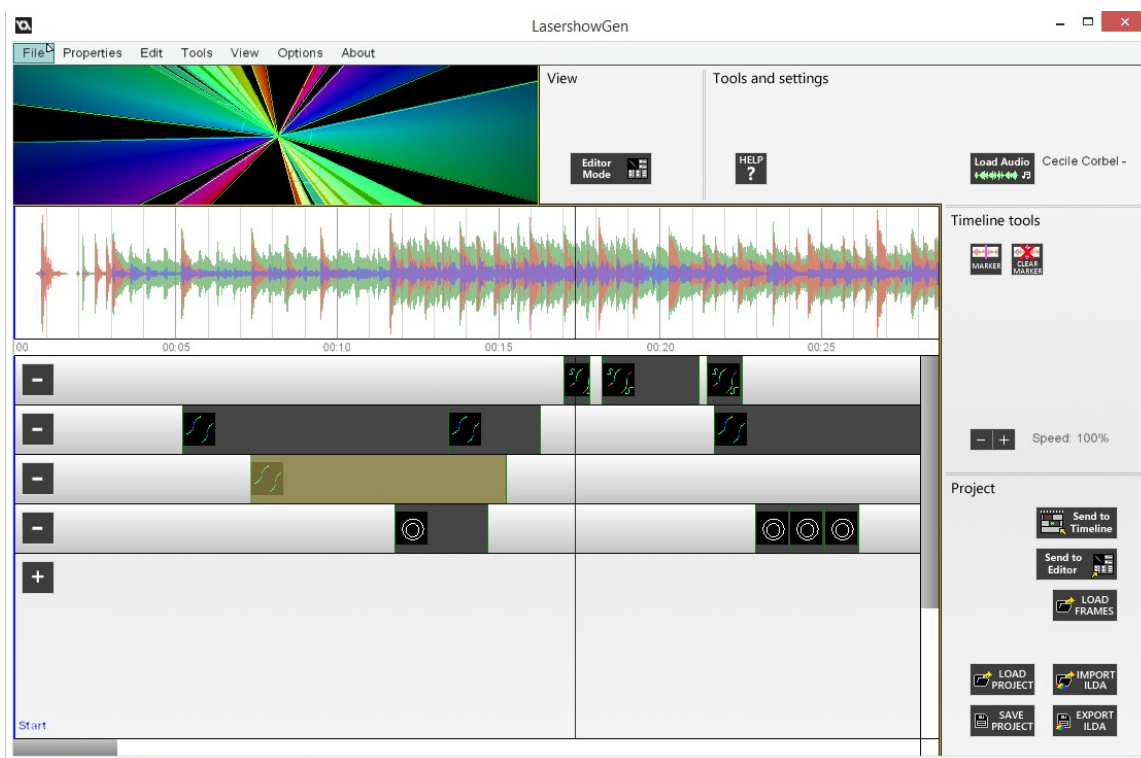 LasershowGen
File Properties Edit Tools View Options About
View
Tools and settings
Editor
Mode
HELP
?
Load Audio
Cecile Corbel -
Timeline tools
MARKER
CLEAR
MARKER
00 00:05 00:10 00:15 00:20 00:25
- + Speed: 100%
Project
Send to
Timeline
Send to
Editor
LOAD
FRAMES
LOAD
PROJECT
IMPORT
ILDA
SAVE
PROJECT
EXPORT
ILDA
Start